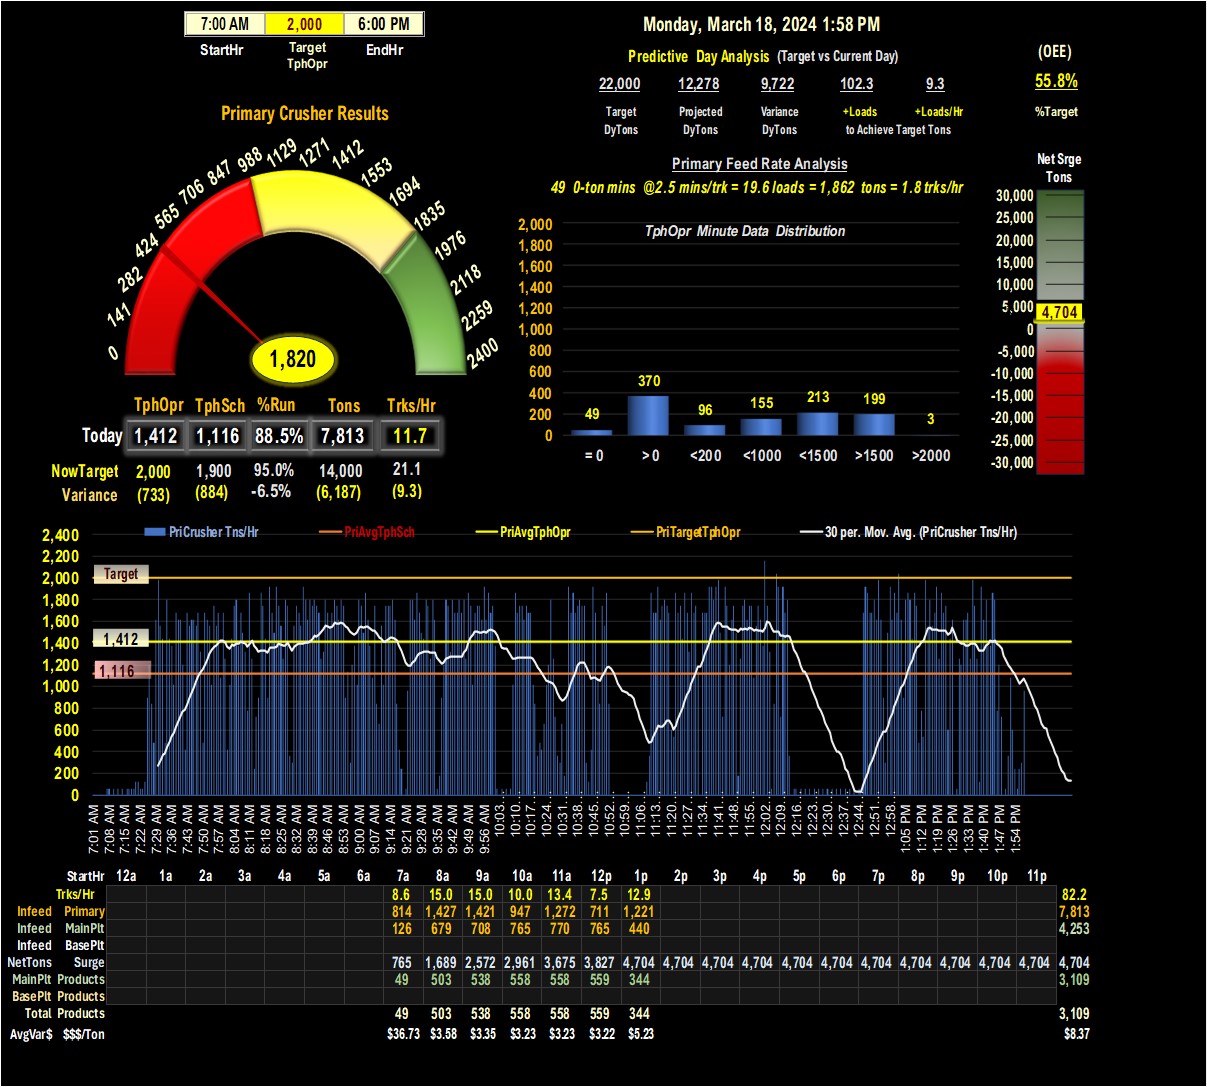 7:00 AM 2,000 6:00 PM
StartHr Target TphOpr EndHr
Monday, March 18, 2024 1:58 PM
Predictive Day Analysis (Target vs Current Day)
(OEE)
22,000 12,278 9,722 102.3 9.3
55.8%
Target Projected Variance +Loads +Loads/Hr
%Target
DyTons DyTons DyTons to Achieve Target Tons
Primary Crusher Results
0 141 282 424 565 706 847 988 1129 1271 1412 1553 1694 1835 1976 2118 2259 2400
1,820
TphOpr TphSch %Run Tons Trks/Hr
Today 1,412 1,116 88.5% 7,813 11.7
NowTarget 2,000 1,900 95.0% 14,000 21.1
Variance (733) (884) -6.5% (6,187) (9.3)
Primary Feed Rate Analysis
49 0-ton mins @2.5 mins/trk = 19.6 loads = 1,862 tons = 1.8 trks/hr
TphOpr Minute Data Distribution
2,000
1,800
1,600
1,400
1,200
1,000
800
600
400
200
0
49 370 96 155 213 199 3
= 0 >0 <200 <1000 <1500 >1500 >2000
Net Srge
Tons
30,000
25,000
20,000
15,000
10,000
5,000
4,704
0
-5,000
-10,000
-15,000
-20,000
-25,000
-30,000
PriCrusher Tns/Hr PriAvgTphSch PriAvgTphOpr PriTargetTphOpr 30 per. Mov. Avg. (PriCrusher Tns/Hr)
2,400
2,200
2,000 Target
1,800
1,600
1,400 1,412
1,200 1,116
1,000
800
600
400
200
0
7:01 AM 7:08 AM 7:15 AM 7:22 AM 7:29 AM 7:36 AM 7:43 AM 7:50 AM 7:57 AM 8:04 AM 8:11 AM 8:18 AM 8:25 AM 8:32 AM 8:39 AM 8:46 AM 8:53 AM 9:00 AM 9:07 AM 9:14 AM 9:21 AM 9:28 AM 9:35 AM 9:42 AM 9:49 AM 9:56 AM 10:03… 10:10… 10:17… 10:24… 10:31… 10:38… 10:45… 10:52… 10:59… 11:06… 11:13… 11:20… 11:27… 11:34… 11:41… 11:48… 11:55… 12:02… 12:09… 12:16… 12:23… 12:30… 12:37… 12:44… 12:51… 12:58… 1:05 PM 1:12 PM 1:19 PM 1:26 PM 1:33 PM 1:40 PM 1:47 PM 1:54 PM
StartHr 12a 1a 2a 3a 4a 5a 6a 7a 8a 9a 10a 11a 12p 1p 2p 3p 4p 5p 6p 7p 8p 9p 10p 11p
Trks/Hr 8.6 15.0 15.0 10.0 13.4 7.5 12.9 82.2
Infeed Primary 814 1,427 1,421 947 1,272 711 1,221 7,813
Infeed MainPlt 126 679 708 765 770 765 440 4,253
Infeed BasePlt
NetTons Surge 765 1,689 2,572 2,961 3,675 3,827 4,704 4,704 4,704 4,704 4,704 4,704 4,704 4,704 4,704 4,704 4,704 4,704
MainPlt Products 49 503 538 558 558 559 344 3,109
BasePlt Products
Total Products 49 503 538 558 558 559 344 3,109
AvgVar$ $$$/Ton $36.73 $3.58 $3.35 $3.23 $3.23 $3.22 $5.23 $8.37